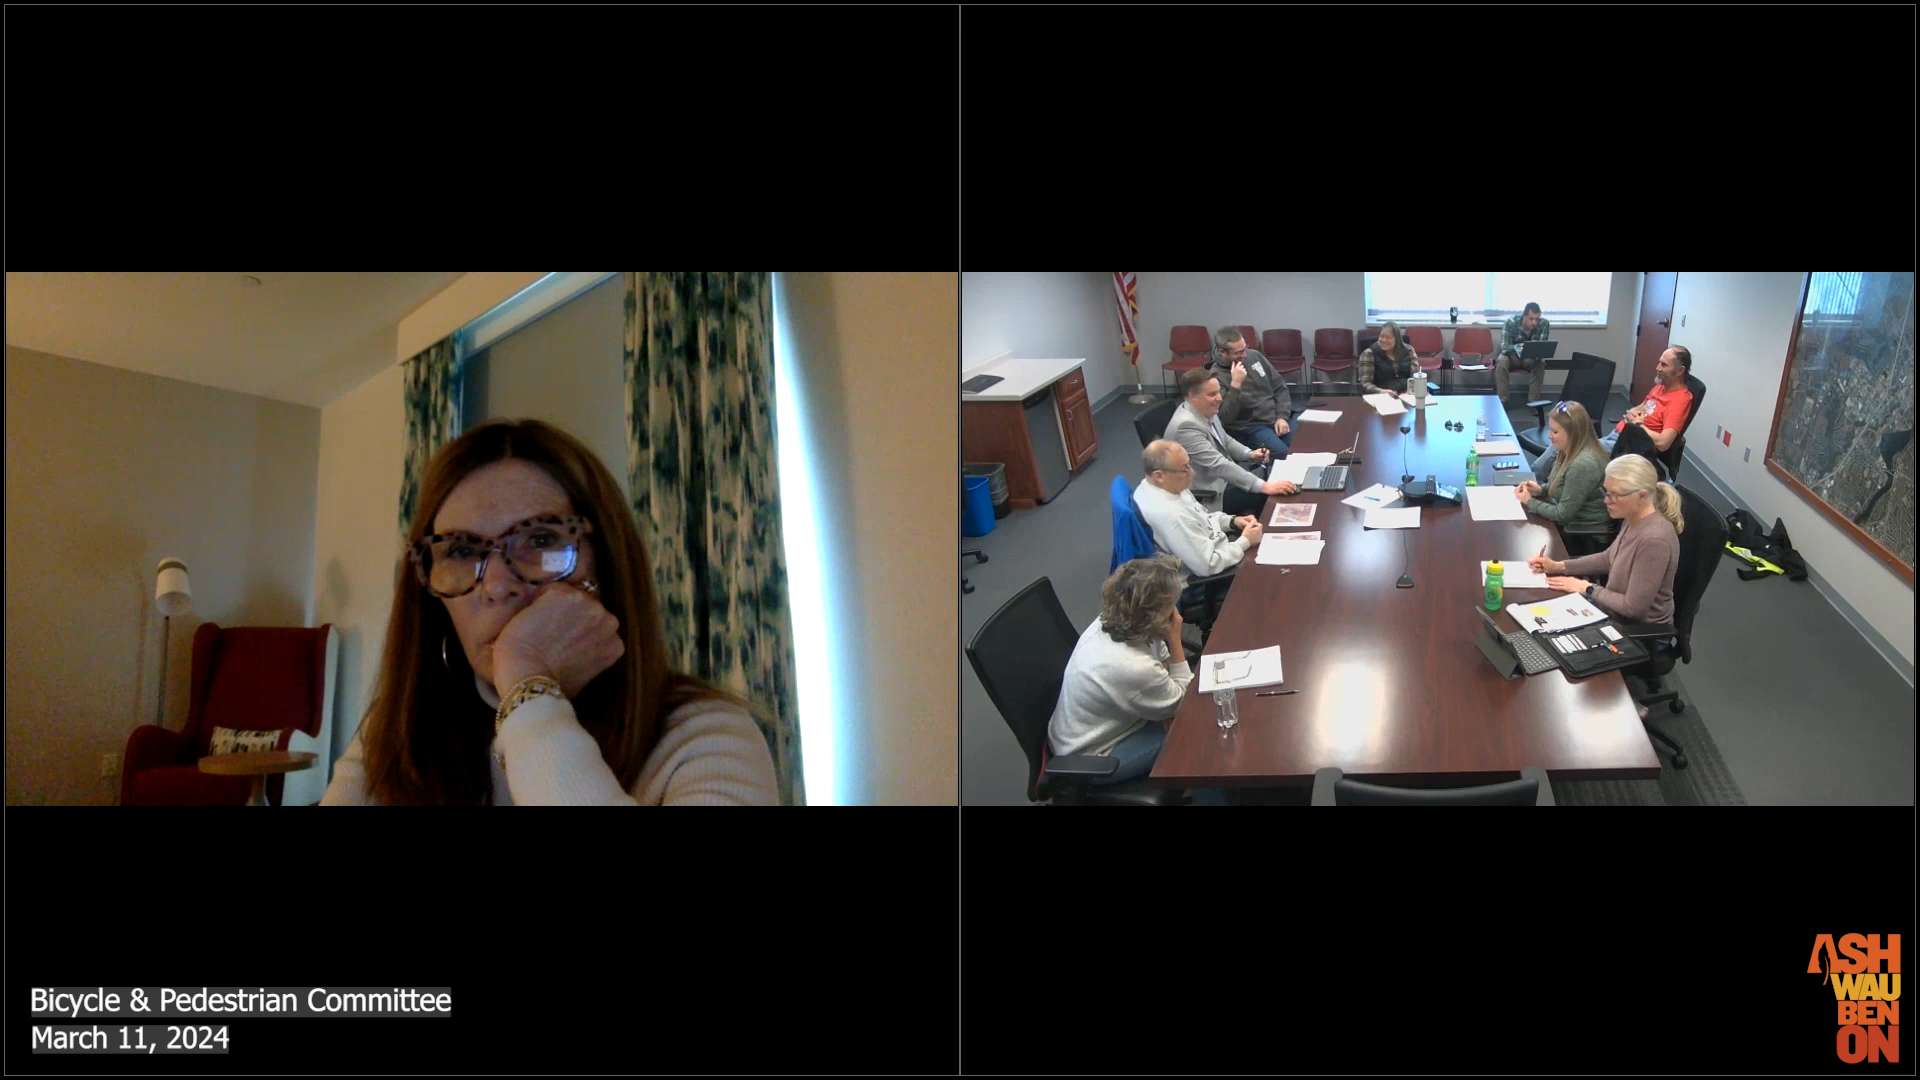 Bicycle & Pedestrian Committee
March 11, 2024
ASH
WAU
BEN
ON